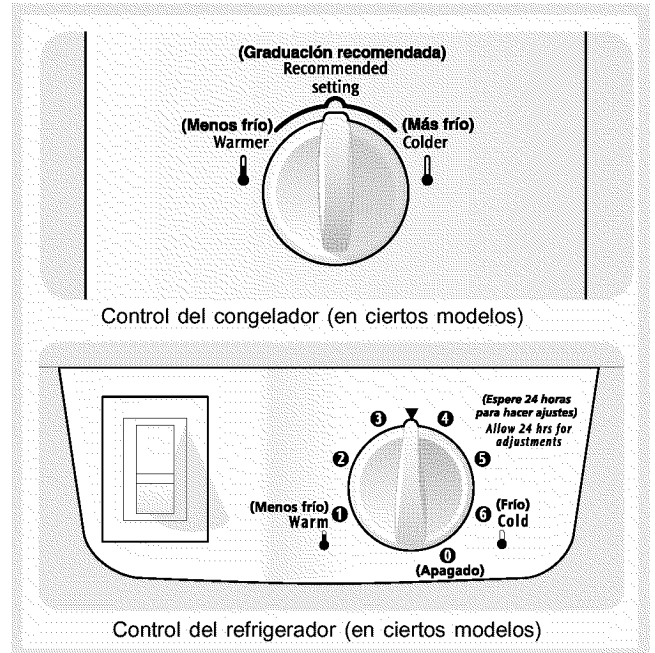 (Graduación recomendada)
Recommended
setting
(Menos frío)
Warmer
(Más frío)
Colder
Control del congelador (en ciertos modelos)
(Espere 24 horas
para hacer ajustes)
Allow 24 hrs for
adjustments
3
4
2
5
(Menos frío)
Warm
1
6
(Frío)
Cold
0
(Apagado)
Control del refrigerador (en ciertos modelos)